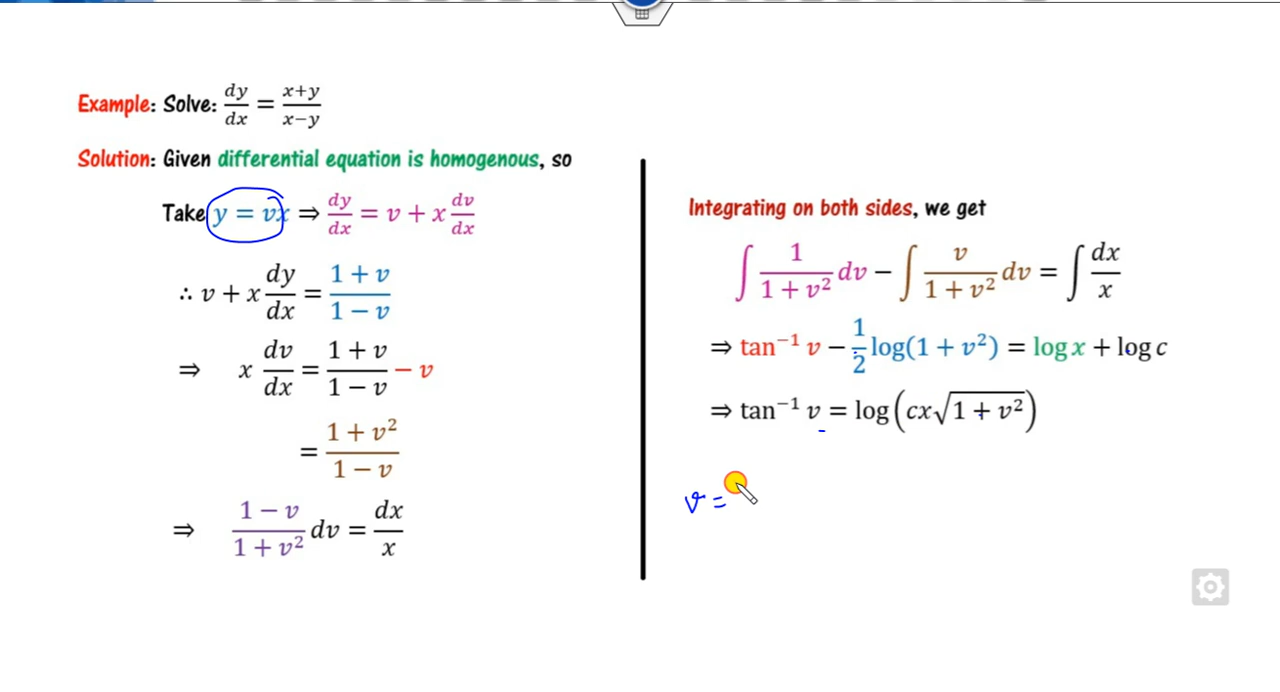 Example: Solve: dy/dx = x+y/x−y
Solution: Given differential equation is homogenous, so
Take y = vx ⇒ dy/dx = v + x dv/dx
∴ v + x dy/dx = 1 + v/1 − v
⇒ x dv/dx = 1 + v/1 − v − v
= 1 + v²/1 − v
⇒ 1 − v/1 + v² dv = dx/x
Integrating on both sides, we get
∫ 1/1 + v² dv − ∫ v/1 + v² dv = ∫ dx/x
⇒ tan⁻¹ v − 1/2 log(1 + v²) = log x + log c
⇒ tan⁻¹ v = log(cx√1 + v²)
v =